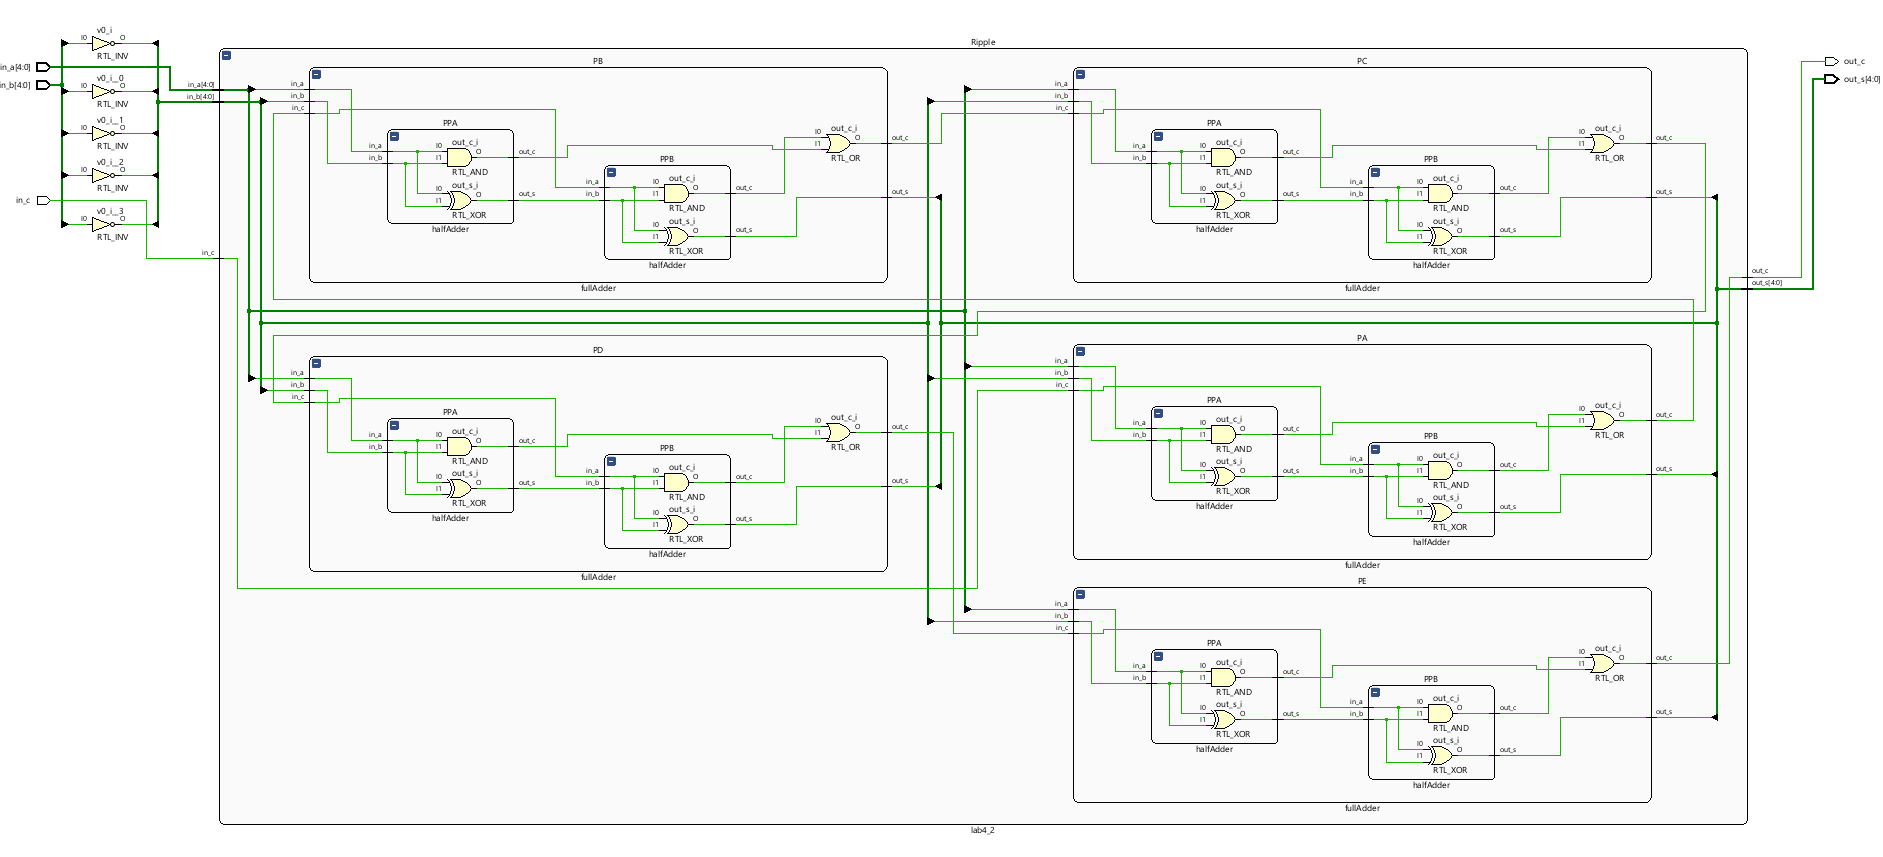 v0_i
I0 O
RTL_INV
in_a[4:0]
in_b[4:0]
v0_i__0
I0 O
RTL_INV
v0_i__1
I0 O
RTL_INV
v0_i__2
I0 O
RTL_INV
in_c
v0_i__3
I0 O
RTL_INV
Ripple
in_a[4:0]
in_b[4:0]
in_c
PB
in_a
in_b
in_c
PPA
in_a
in_b
out_c_i
I0
I1
O
RTL_AND
out_s_i
I0
I1
O
RTL_XOR
out_c
out_s
halfAdder
PPB
in_a
in_b
out_c_i
I0
I1
O
RTL_AND
out_s_i
I0
I1
O
RTL_XOR
out_c
out_s
halfAdder
out_c_i
I0
I1
O
RTL_OR
out_c
out_s
fullAdder
PC
in_a
in_b
in_c
PPA
in_a
in_b
out_c_i
I0
I1
O
RTL_AND
out_s_i
I0
I1
O
RTL_XOR
out_c
out_s
halfAdder
PPB
in_a
in_b
out_c_i
I0
I1
O
RTL_AND
out_s_i
I0
I1
O
RTL_XOR
out_c
out_s
halfAdder
out_c_i
I0
I1
O
RTL_OR
out_c
out_s
fullAdder
out_c
out_s[4:0]
out_c
out_s[4:0]
PD
in_a
in_b
in_c
PPA
in_a
in_b
out_c_i
I0
I1
O
RTL_AND
out_s_i
I0
I1
O
RTL_XOR
out_c
out_s
halfAdder
PPB
in_a
in_b
out_c_i
I0
I1
O
RTL_AND
out_s_i
I0
I1
O
RTL_XOR
out_c
out_s
halfAdder
out_c_i
I0
I1
O
RTL_OR
out_c
out_s
fullAdder
PA
in_a
in_b
in_c
PPA
in_a
in_b
out_c_i
I0
I1
O
RTL_AND
out_s_i
I0
I1
O
RTL_XOR
out_c
out_s
halfAdder
PPB
in_a
in_b
out_c_i
I0
I1
O
RTL_AND
out_s_i
I0
I1
O
RTL_XOR
out_c
out_s
halfAdder
out_c_i
I0
I1
O
RTL_OR
out_c
out_s
fullAdder
PE
in_a
in_b
in_c
PPA
in_a
in_b
out_c_i
I0
I1
O
RTL_AND
out_s_i
I0
I1
O
RTL_XOR
out_c
out_s
halfAdder
PPB
in_a
in_b
out_c_i
I0
I1
O
RTL_AND
out_s_i
I0
I1
O
RTL_XOR
out_c
out_s
halfAdder
out_c_i
I0
I1
O
RTL_OR
out_c
out_s
fullAdder
lab4_2